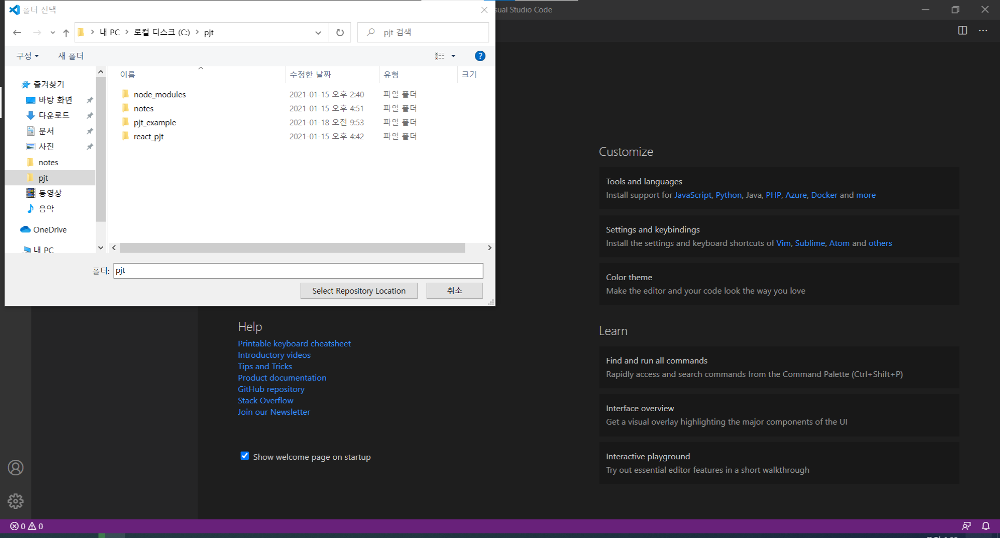 폴더 선택
sual Studio Code
내 PC > 로컬 디스크 (C:) > pjt
pjt 검색
구성
새 폴더
이름
수정한 날짜
유형
크기
즐겨찾기
바탕 화면
다운로드
문서
사진
notes
pjt
동영상
음악
OneDrive
내 PC
node_modules 2021-01-15 오후 2:40 파일 폴더
notes 2021-01-15 오후 4:51 파일 폴더
pjt_example 2021-01-18 오전 9:53 파일 폴더
react_pjt 2021-01-15 오후 4:42 파일 폴더
폴더: pjt
Select Repository Location
취소
Help
Printable keyboard cheatsheet
Introductory videos
Tips and Tricks
Product documentation
GitHub repository
Stack Overflow
Join our Newsletter
Show welcome page on startup
Customize
Tools and languages
Install support for JavaScript, Python, Java, PHP, Azure, Docker and more
Settings and keybindings
Install the settings and keyboard shortcuts of Vim, Sublime, Atom and others
Color theme
Make the editor and your code look the way you love
Learn
Find and run all commands
Rapidly access and search commands from the Command Palette (Ctrl+Shift+P)
Interface overview
Get a visual overlay highlighting the major components of the UI
Interactive playground
Try out essential editor features in a short walkthrough
0 0